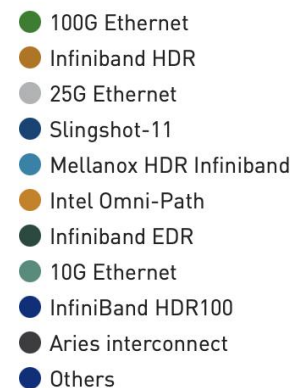 100G Ethernet
Infiniband HDR
25G Ethernet
Slingshot-11
Mellanox HDR Infiniband
Intel Omni-Path
Infiniband EDR
10G Ethernet
InfiniBand HDR100
Aries interconnect
Others